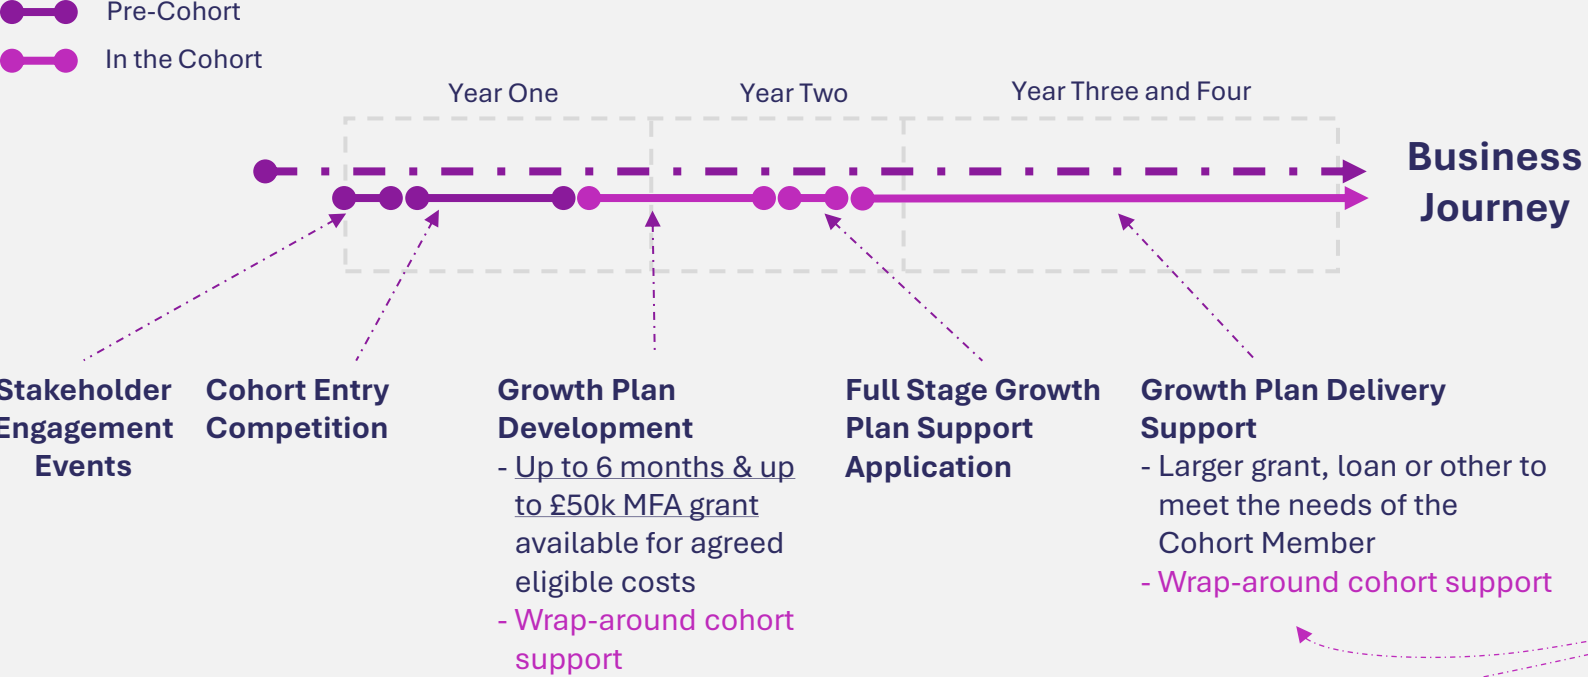 Pre-Cohort
In the Cohort
Year One
Year Two
Year Three and Four
Business
Journey
Stakeholder
Engagement
Events
Cohort Entry
Competition
Growth Plan
Development
- Up to 6 months & up
to £50k MFA grant
available for agreed
eligible costs
- Wrap-around cohort
support
Full Stage Growth
Plan Support
Application
Growth Plan Delivery
Support
- Larger grant, loan or other to
meet the needs of the
Cohort Member
- Wrap-around cohort support